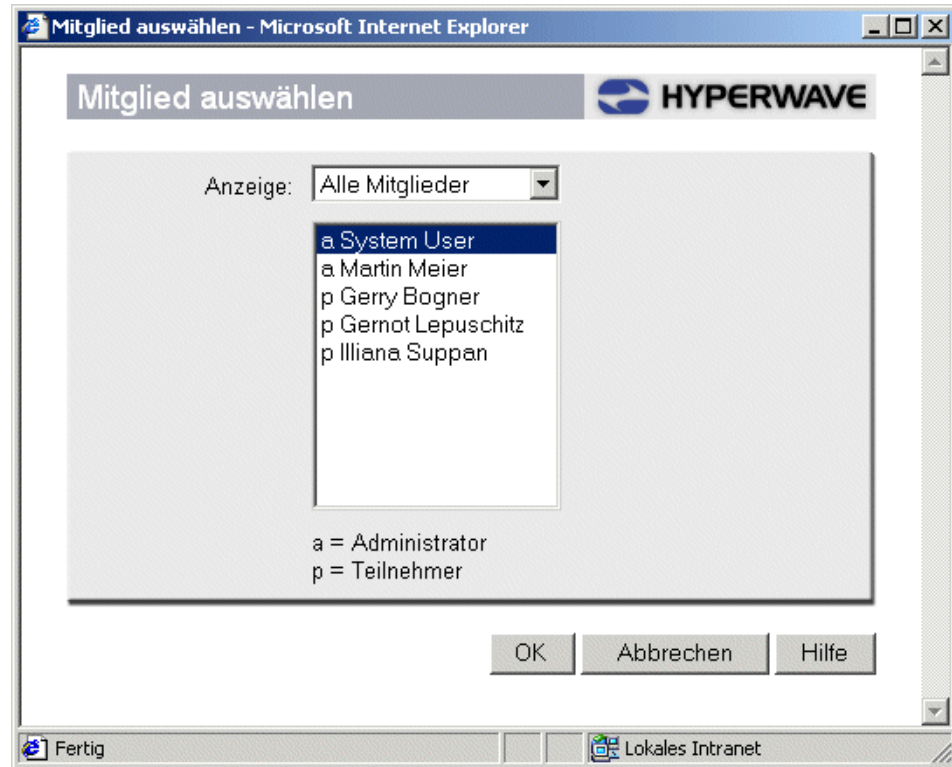 Mitglied auswählen - Microsoft Internet Explorer
Mitglied auswählen
HYPERWAVE
Anzeige: Alle Mitglieder
a System User
a Martin Meier
p Gerry Bogner
p Gernot Lepuschitz
p Illiana Suppan
a = Administrator
p = Teilnehmer
OK Abbrechen Hilfe
Fertig Lokales Intranet